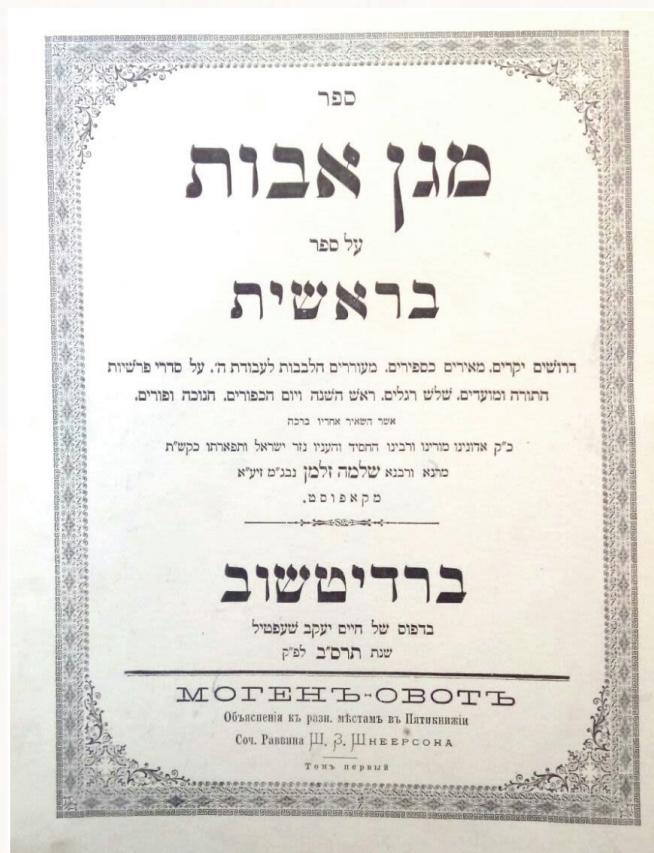 ספר
מגן אבות
על ספר
בראשית
דרושים יקרים. מאירים כספירים. מעוררים הלבבות לעבודת ה'. על סדרי פרשיות
התורה ומועדים. שלש רגלים. ראש השנה ויום הכפורים. חנוכה ופורים.
אשר השאיר אחריו ברכה
כ"ק אדונינו מורינו ורבינו החסיד והעניו נזר ישראל ותפארתו כקש"ת
מרנא ורבנא שלמה זלמן נבג"מ זיע"א
מקאפוסט.
ברדיטשוב
בדפוס של חיים יעקב שעפטיל
שנת תרס"ב לפ"ק
МОГЕНЪ-ОВОТЪ
Объясненія къ разн. мѣстамъ въ Пятикнижіи
Соч. Раввина Ш. З. Шнеерсона
Томъ первый